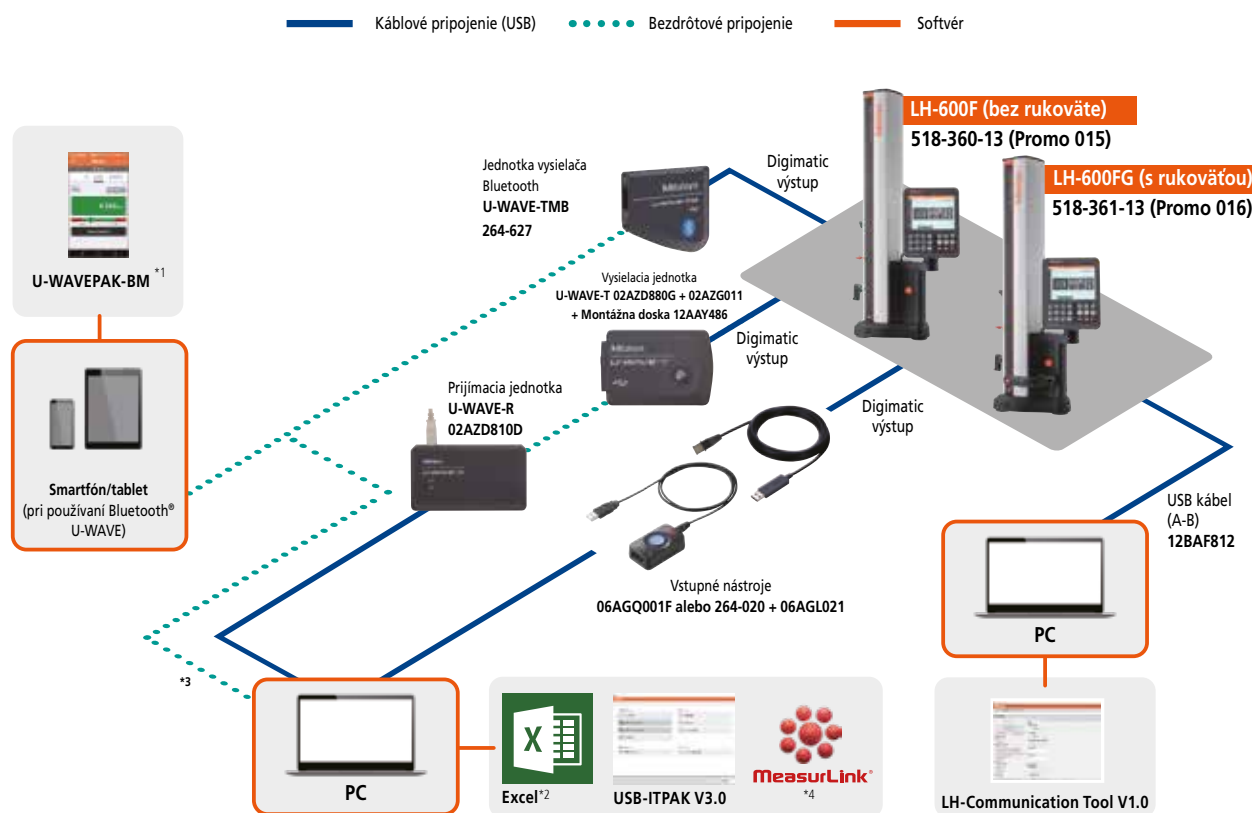 Káblové pripojenie (USB)
Bezdrôtové pripojenie
Softvér
LH-600F (bez rukoväte)
518-360-13 (Promo 015)
LH-600FG (s rukoväťou)
518-361-13 (Promo 016)
Jednotka vysielača
Bluetooth
U-WAVE-TMB
264-627
Digimatic
výstup
Mitutoyo
U-WAVEPAK-BM *1
Vysielacia jednotka
U-WAVE-T 02AZD880G + 02AZG011
+ Montážna doska 12AAY486
Digimatic
výstup
Prijímacia jednotka
U-WAVE-R
02AZD810D
Digimatic
výstup
Smartfón/tablet
(pri používaní Bluetooth®
U-WAVE)
USB kábel
(A-B)
12BAF812
Vstupné nástroje
06AGQ001F alebo 264-020 + 06AGL021
*3
PC
PC
X
Excel*2
USB-ITPAK V3.0
MeasurLink®
*4
LH-Communication Tool V1.0